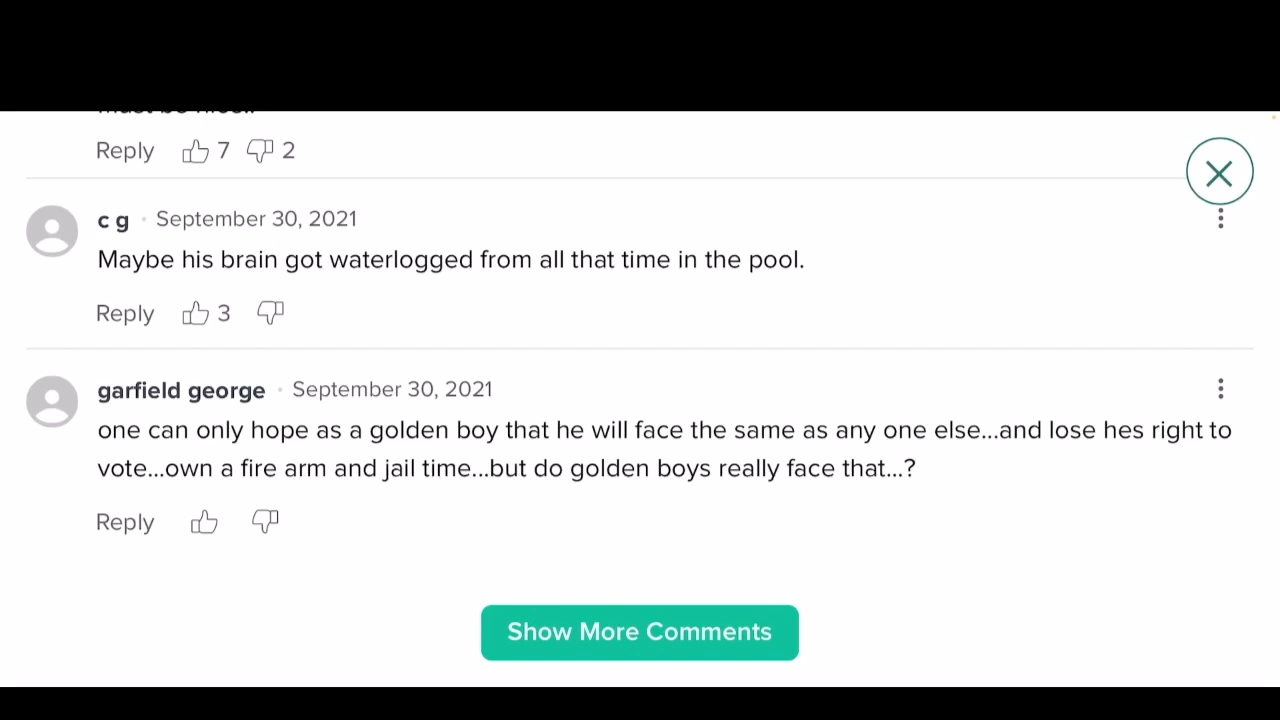 Reply 7 2
c g · September 30, 2021
Maybe his brain got waterlogged from all that time in the pool.
Reply 3
garfield george · September 30, 2021
one can only hope as a golden boy that he will face the same as any one else...and lose hes right to
vote...own a fire arm and jail time...but do golden boys really face that...?
Reply
Show More Comments